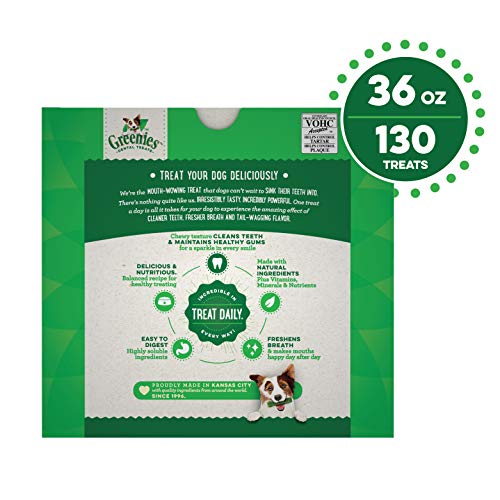 36 oz
130
TREATS
Greenies
DENTAL TREATS
VOHC
Accepted
HELPS CONTROL
TARTAR
HELPS CONTROL
PLAQUE
TREAT YOUR DOG DELICIOUSLY
We're the MOUTH-WOWING TREAT that dogs can't wait to SINK THEIR TEETH INTO.
There's nothing quite like us. IRRESISTIBLY TASTY. INCREDIBLY POWERFUL. One treat
a day is all it takes for your dog to experience the amazing effect of
CLEANER TEETH, FRESHER BREATH and TAIL-WAGGING FLAVOR.
Chewy texture CLEANS TEETH
& MAINTAINS HEALTHY GUMS
for a sparkle in every smile
DELICIOUS &
NUTRITIOUS.
Balanced recipe for
healthy treating
Made with
NATURAL
INGREDIENTS
Plus Vitamins,
Minerals & Nutrients
INCREDIBLE IN
TREAT DAILY.
EVERY WAY!
EASY TO
DIGEST
Highly soluble
ingredients
FRESHENS
BREATH
& makes mouths
happy day after day
PROUDLY MADE IN KANSAS CITY
with quality ingredients from around the world.
SINCE 1996.